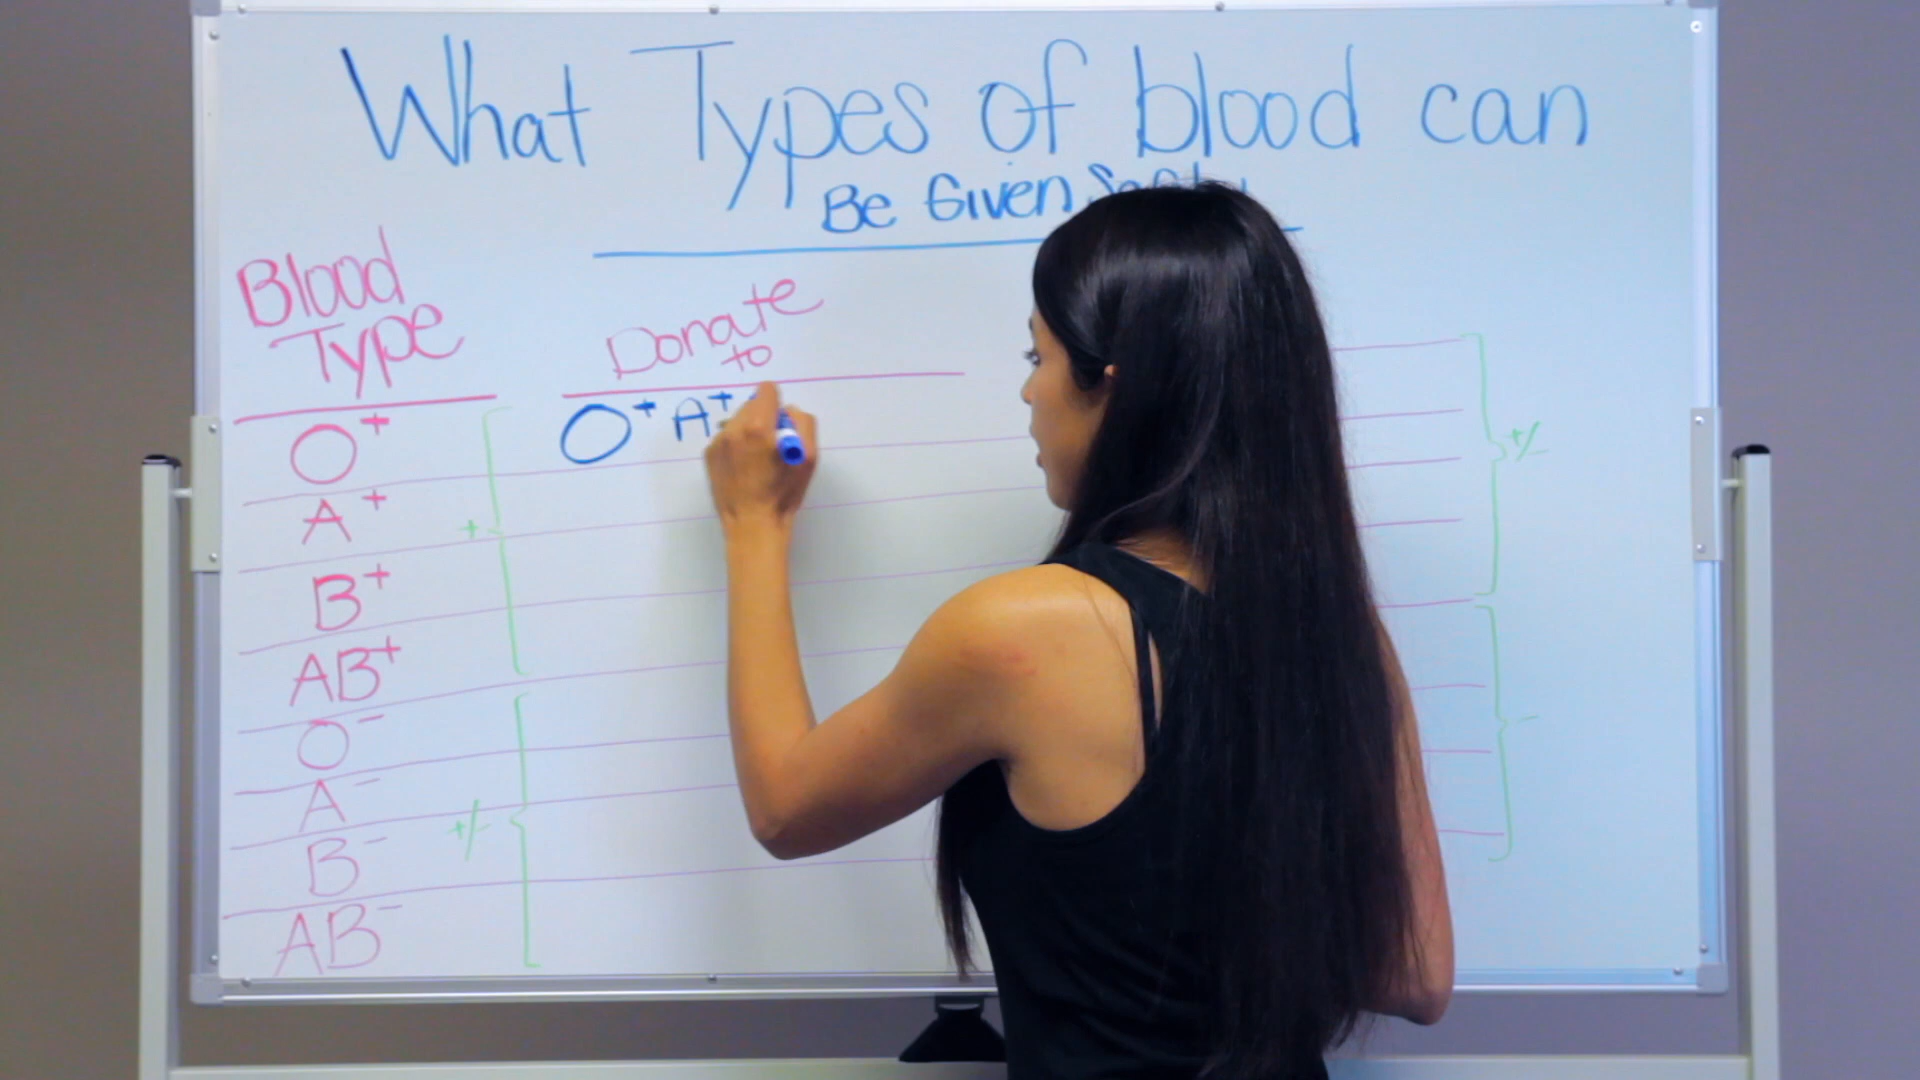 What Types of blood can
Be Given
Blood
Type
Donate
to
O+
O+ A+
A+
B+
+
AB+
O-
A-
B-
+/-
AB-
+/-
-